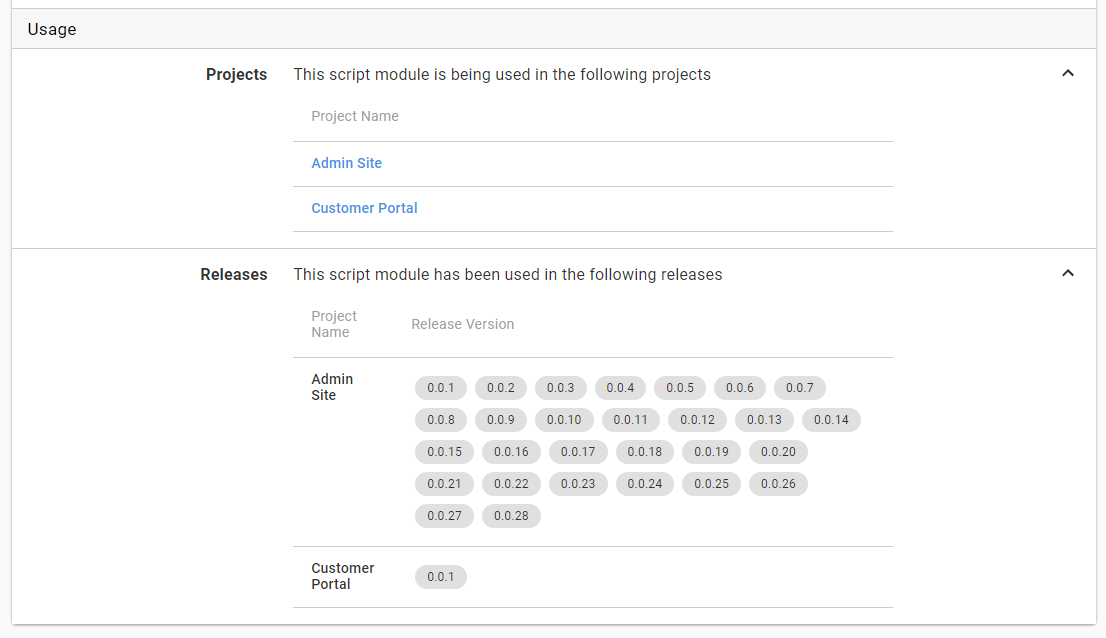 Usage
Projects This script module is being used in the following projects
Project Name
Admin Site
Customer Portal
Releases This script module has been used in the following releases
Project
Name
Release Version
Admin
Site
0.0.1 0.0.2 0.0.3 0.0.4 0.0.5 0.0.6 0.0.7
0.0.8 0.0.9 0.0.10 0.0.11 0.0.12 0.0.13 0.0.14
0.0.15 0.0.16 0.0.17 0.0.18 0.0.19 0.0.20
0.0.21 0.0.22 0.0.23 0.0.24 0.0.25 0.0.26
0.0.27 0.0.28
Customer
Portal
0.0.1